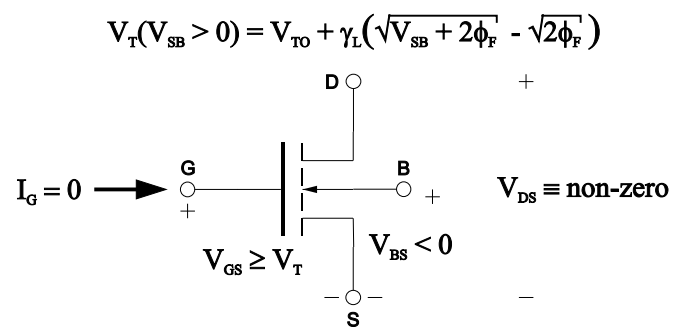 V_T(V_SB > 0) = V_TO + γ_L(√V_SB + 2ϕ_F - √2ϕ_F)
D +
G B
I_G = 0 + V_DS ≡ non-zero
+
V_GS ≥ V_T V_BS < 0
− − −
S